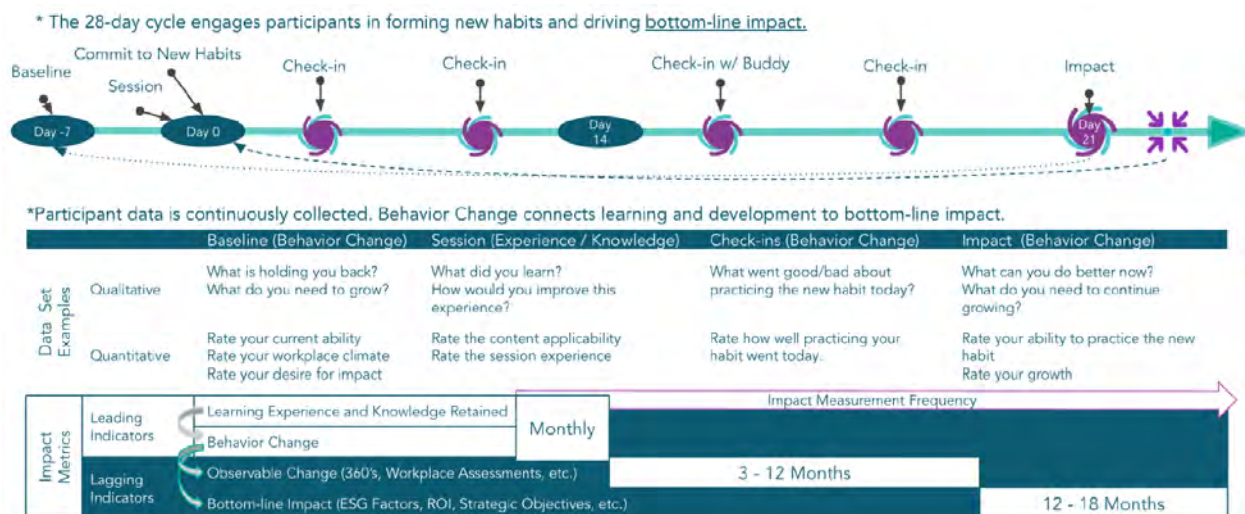 * The 28-day cycle engages participants in forming new habits and driving bottom-line impact.
Commit to New Habits
Baseline
Session
Check-in
Check-in
Check-in w/ Buddy
Check-in
Impact
Day -7
Day 0
Day
14
Day
21
*Participant data is continuously collected. Behavior Change connects learning and development to bottom-line impact.
Baseline (Behavior Change)
Session (Experience / Knowledge)
Check-ins (Behavior Change)
Impact (Behavior Change)
Data Set
Examples
Qualitative
What is holding you back?
What do you need to grow?
What did you learn?
How would you improve this
experience?
What went good/bad about
practicing the new habit today?
What can you do better now?
What do you need to continue
growing?
Quantitative
Rate your current ability
Rate your workplace climate
Rate your desire for impact
Rate the content applicability
Rate the session experience
Rate how well practicing your
habit went today.
Rate your ability to practice the new
habit
Rate your growth
Impact
Metrics
Leading
Indicators
Learning Experience and Knowledge Retained
Behavior Change
Monthly
Impact Measurement Frequency
Lagging
Indicators
Observable Change (360's, Workplace Assessments, etc.)
3 - 12 Months
Bottom-line Impact (ESG Factors, ROI, Strategic Objectives, etc.)
12 - 18 Months